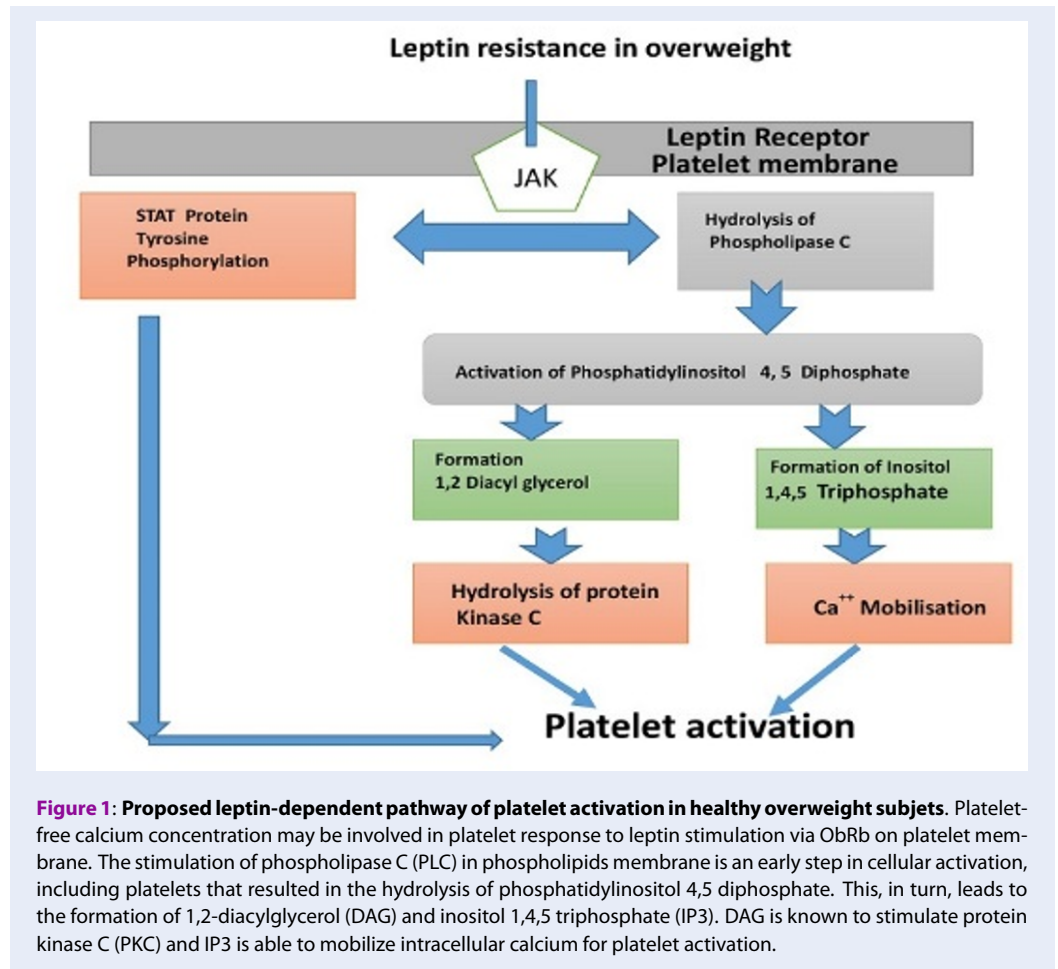 Leptin resistance in overweight
Leptin Receptor
Platelet membrane
JAK
STAT Protein
Tyrosine
Phosphorylation
Hydrolysis of
Phospholipase C
Activation of Phosphatidylinositol 4, 5 Diphosphate
Formation
1,2 Diacyl glycerol
Formation of Inositol
1,4,5 Triphosphate
Hydrolysis of protein
Kinase C
Ca++ Mobilisation
Platelet activation
Figure 1: Proposed leptin-dependent pathway of platelet activation in healthy overweight subjets. Platelet-
free calcium concentration may be involved in platelet response to leptin stimulation via ObRb on platelet mem-
brane. The stimulation of phospholipase C (PLC) in phospholipids membrane is an early step in cellular activation,
including platelets that resulted in the hydrolysis of phosphatidylinositol 4,5 diphosphate. This, in turn, leads to
the formation of 1,2-diacylglycerol (DAG) and inositol 1,4,5 triphosphate (IP3). DAG is known to stimulate protein
kinase C (PKC) and IP3 is able to mobilize intracellular calcium for platelet activation.